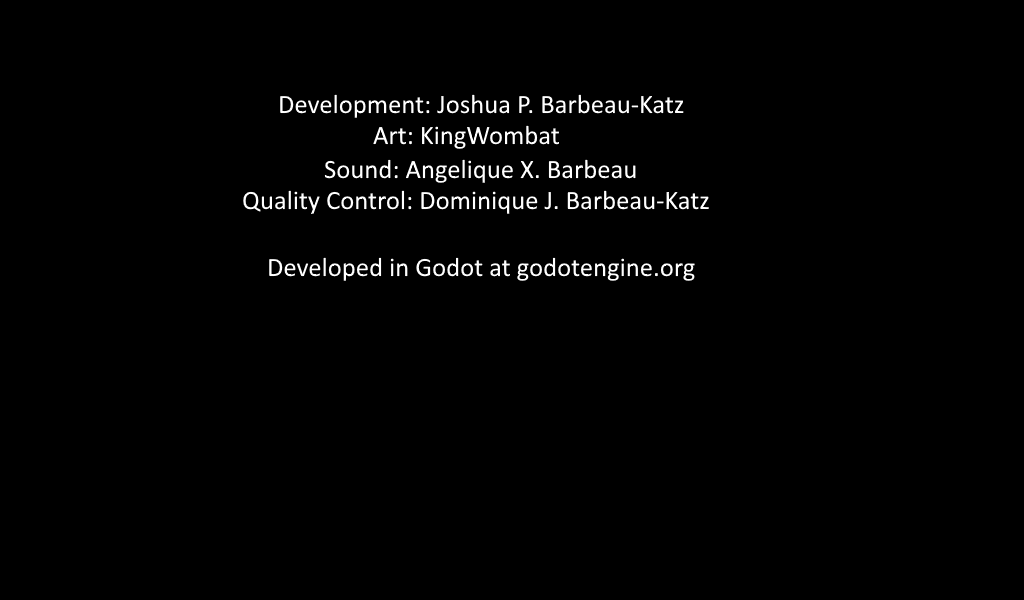 Development: Joshua P. Barbeau-Katz
Art: KingWombat
Sound: Angelique X. Barbeau
Quality Control: Dominique J. Barbeau-Katz
Developed in Godot at godotengine.org